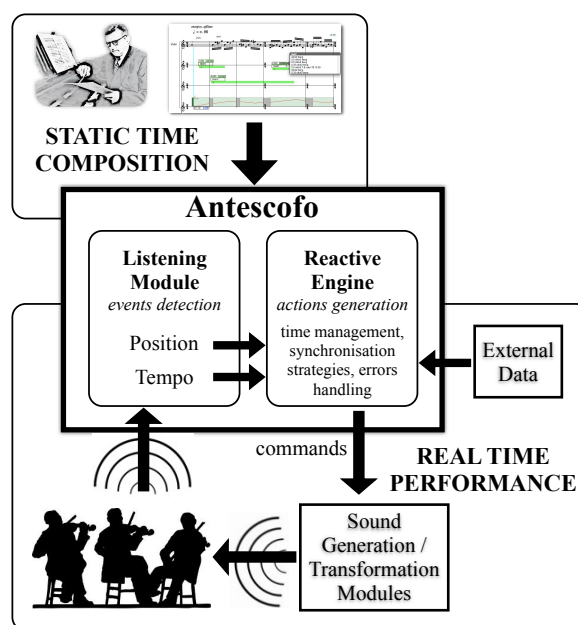 STATIC TIME
COMPOSITION
Antescofo
Listening
Module
events detection
Position
Tempo
Reactive
Engine
actions generation
time management,
synchronisation
strategies, errors
handling
External
Data
commands
REAL TIME
PERFORMANCE
Sound
Generation /
Transformation
Modules